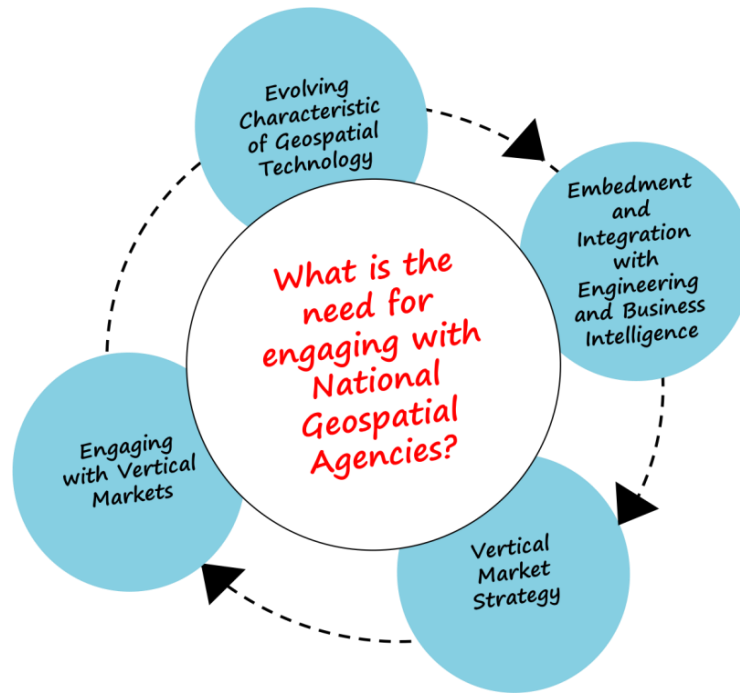 Evolving
Characteristic
of Geospatial
Technology
Embedment
and
Integration
with
Engineering
and Business
Intelligence
What is the
need for
engaging with
National
Geospatial
Agencies?
Engaging
with Vertical
Markets
Vertical
Market
Strategy